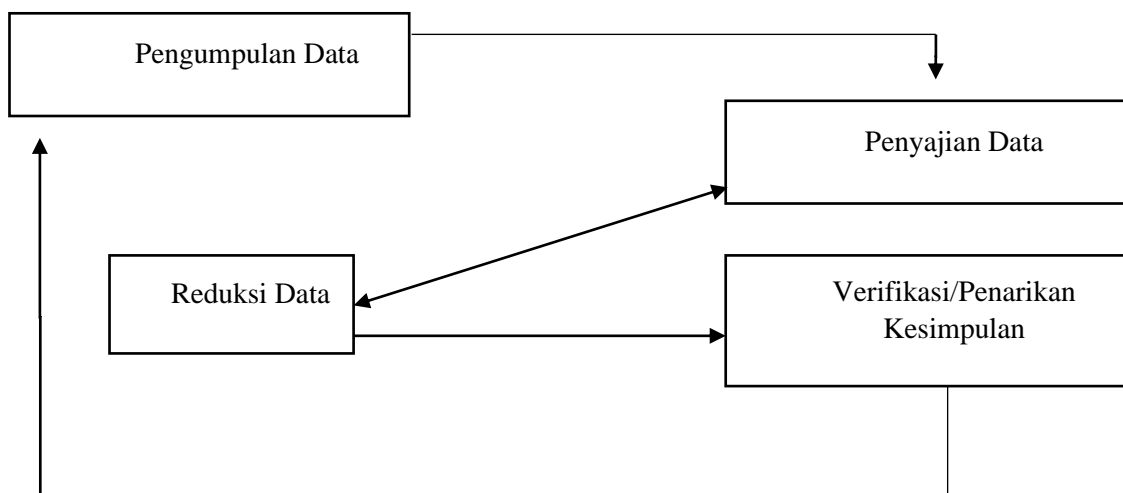 Pengumpulan Data
Penyajian Data
Reduksi Data
Verifikasi/Penarikan
Kesimpulan